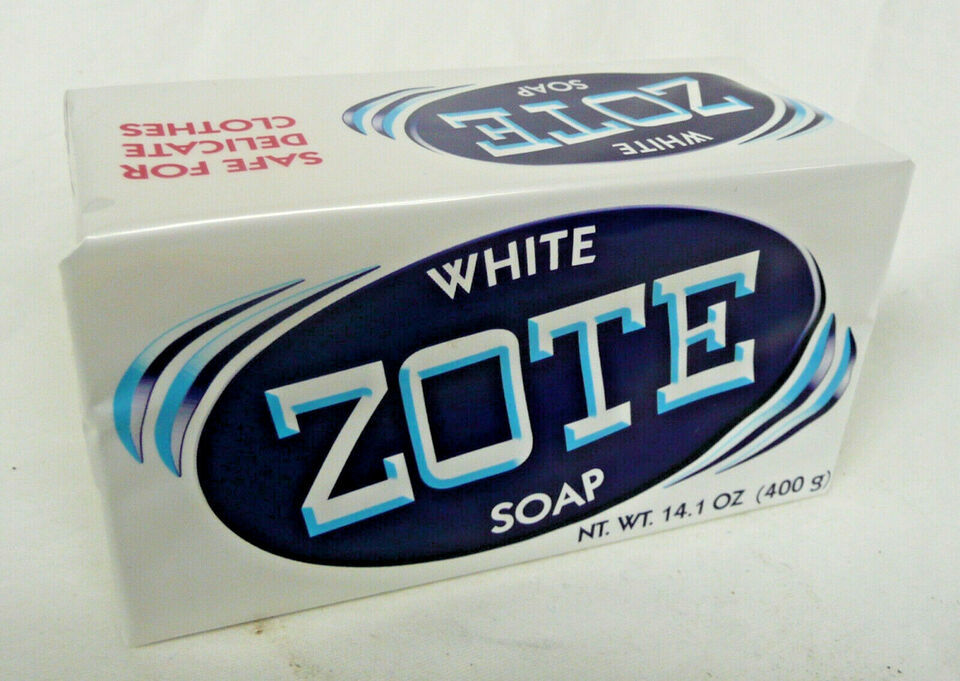 SAFE FOR
DELICATE
CLOTHES
WHITE
ZOTE
SOAP
WHITE
ZOTE
SOAP
NT. WT. 14.1 OZ (400 g)